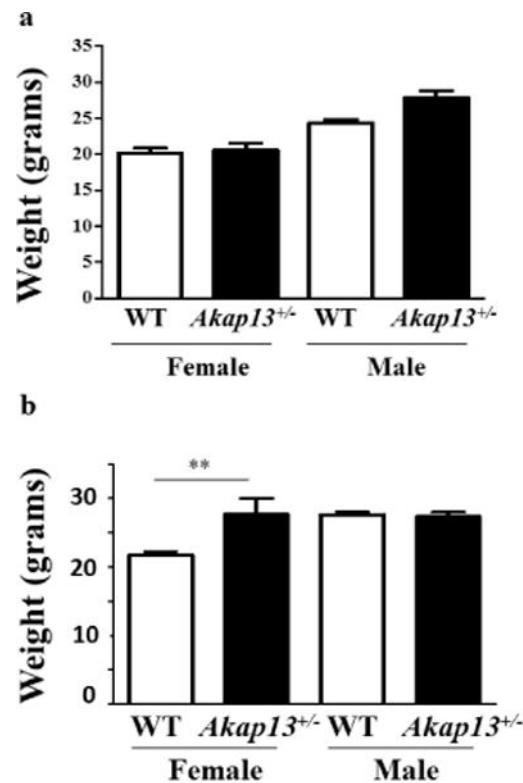 a
Weight (grams)
35
30
25
20
15
10
5
0
WT Akap13+/- WT Akap13+/-
Female Male
b
Weight (grams)
**
30
20
10
0
WT Akap13+/- WT Akap13+/-
Female Male